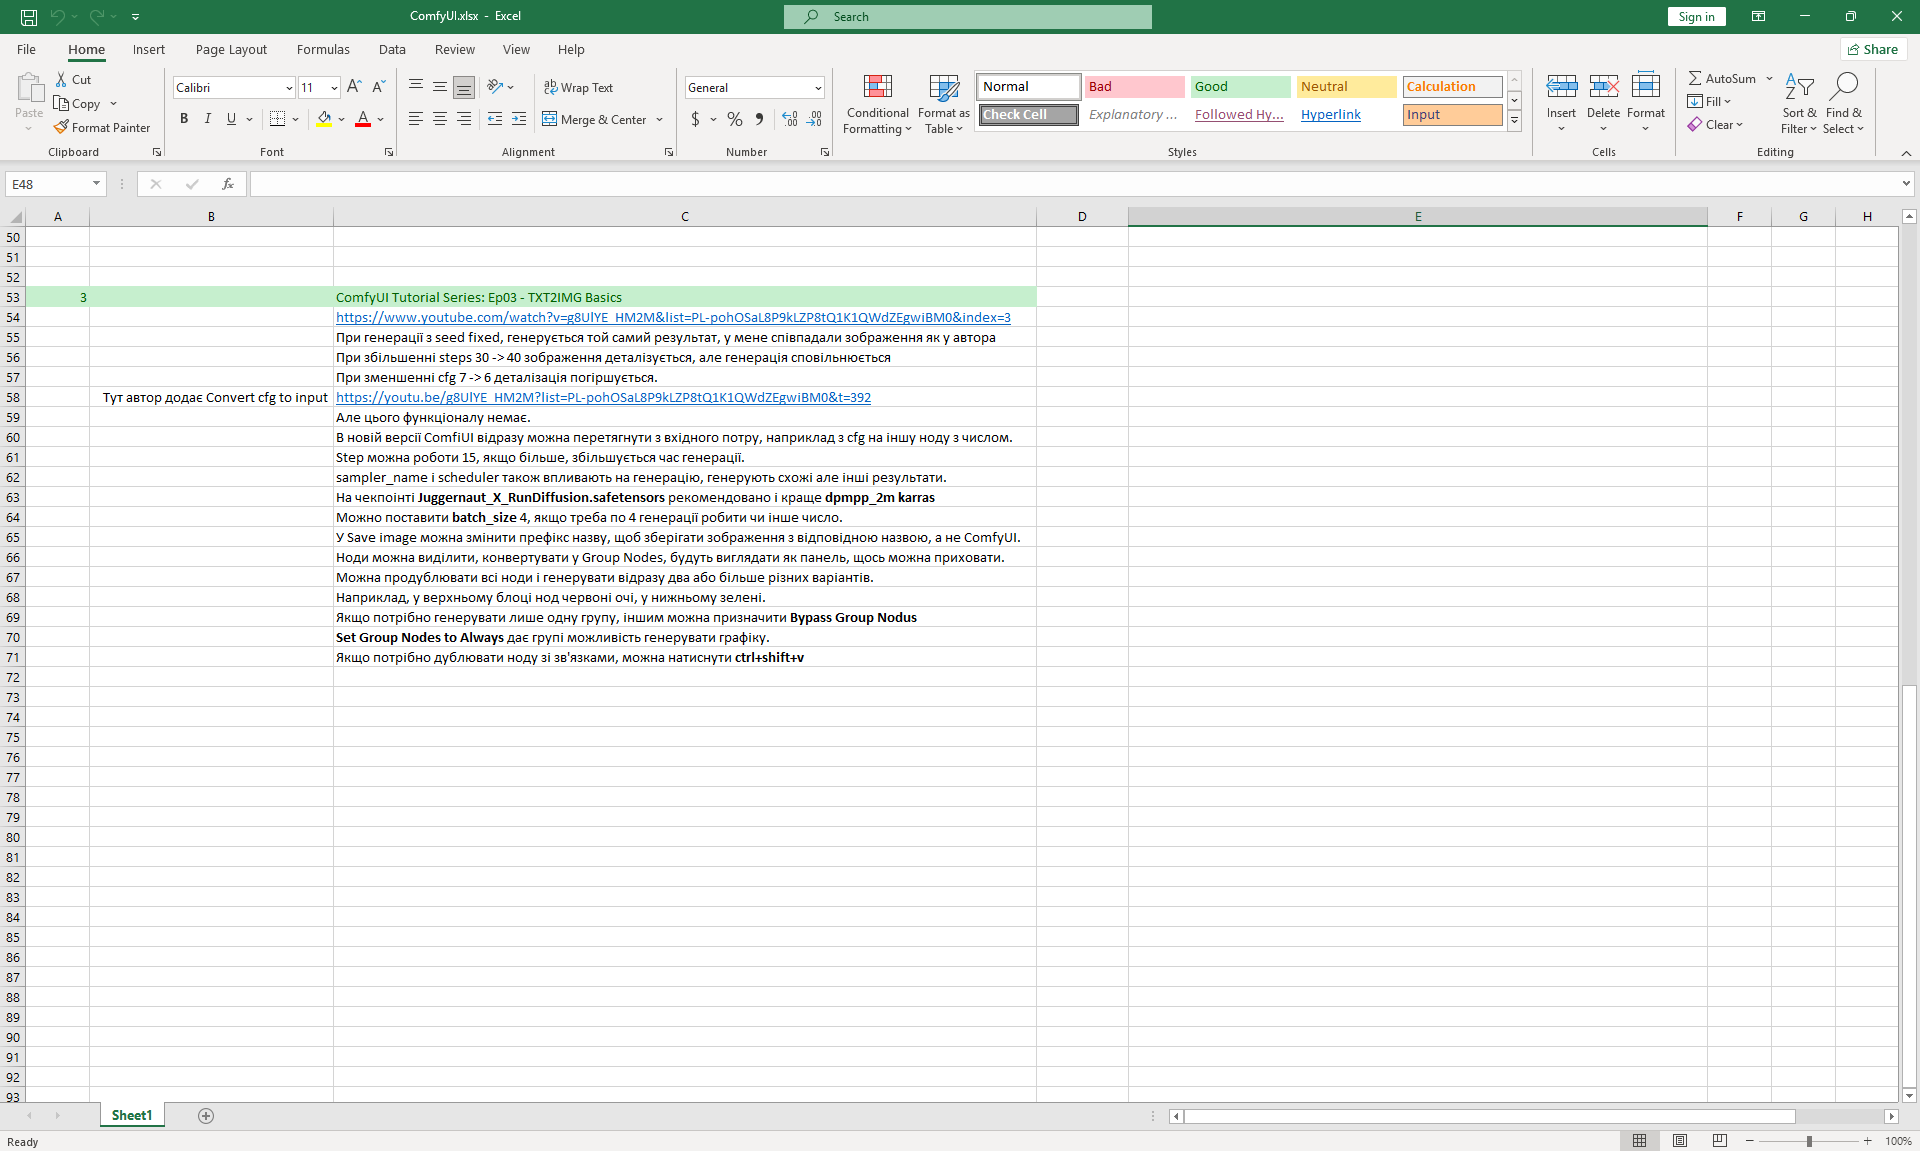 ComfyUI.xlsx - Excel
Search
Sign in
File Home Insert Page Layout Formulas Data Review View Help
Share
Paste
Cut
Copy
Format Painter
Clipboard
Calibri 11
B I U
Font
Wrap Text
Merge & Center
Alignment
General
$ % 9
Number
Conditional Formatting
Format as Table
Normal Bad Good Neutral Calculation
Check Cell Explanatory ... Followed Hy... Hyperlink Input
Styles
Insert Delete Format
Cells
AutoSum
Fill
Clear
Sort & Filter
Find & Select
Editing
E48
fx
A B C D E F G H
50
51
52
53 3 ComfyUI Tutorial Series: Ep03 - TXT2IMG Basics
54 https://www.youtube.com/watch?v=g8UlYE_HM2M&list=PL-pohOSaL8P9kLZP8tQ1K1QWdZEgwiBM0&index=3
55 При генерації з seed fixed, генерується той самий результат, у мене співпадали зображення як у автора
56 При збільшенні steps 30 -> 40 зображення деталізується, але генерація сповільнюється
57 При зменшенні cfg 7 -> 6 деталізація погіршується.
58 Тут автор додає Convert cfg to input https://youtu.be/g8UlYE_HM2M?list=PL-pohOSaL8P9kLZP8tQ1K1QWdZEgwiBM0&t=392
59 Але цього функціоналу немає.
60 В новій версії ComfiUI відразу можна перетягнути з вхідного потру, наприклад з cfg на іншу ноду з числом.
61 Step можна роботи 15, якщо більше, збільшується час генерації.
62 sampler_name і scheduler також впливають на генерацію, генерують схожі але інші результати.
63 На чекпоінті Juggernaut_X_RunDiffusion.safetensors рекомендовано і краще dpmpp_2m karras
64 Можно поставити batch_size 4, якщо треба по 4 генерації робити чи інше число.
65 У Save image можна змінити префікс назву, щоб зберігати зображення з відповідною назвою, а не ComfyUI.
66 Ноди можна виділити, конвертувати у Group Nodes, будуть виглядати як панель, щось можна приховати.
67 Можна продублювати всі ноди і генерувати відразу два або більше різних варіантів.
68 Наприклад, у верхньому блоці нод червоні очі, у нижньому зелені.
69 Якщо потрібно генерувати лише одну групу, іншим можна призначити Bypass Group Nodus
70 Set Group Nodes to Always дає групі можливість генерувати графіку.
71 Якщо потрібно дублювати ноду зі зв'язками, можна натиснути ctrl+shift+v
72
73
74
75
76
77
78
79
80
81
82
83
84
85
86
87
88
89
90
91
92
93
Sheet1
Ready
100%